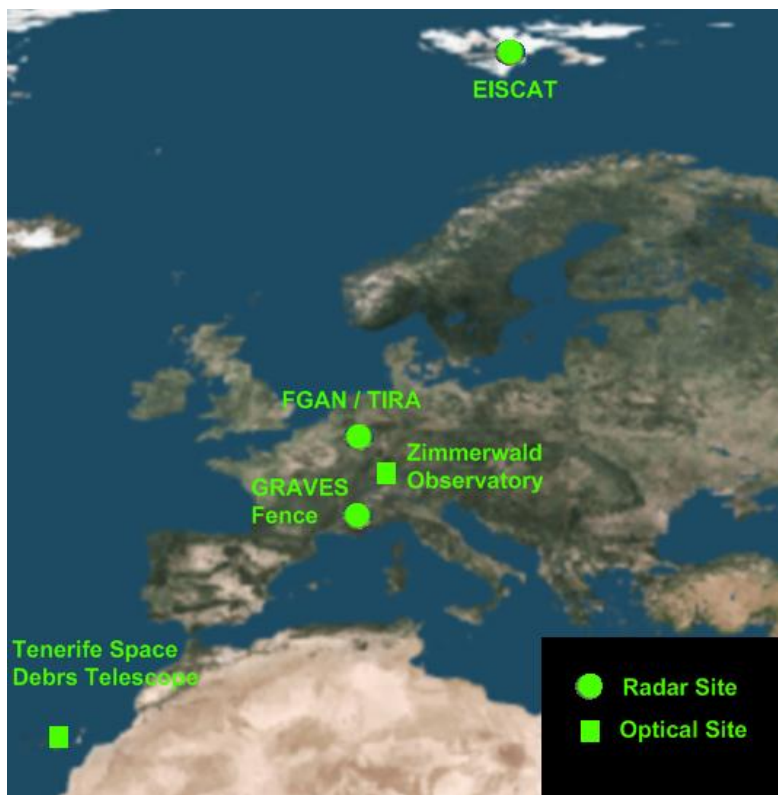 EISCAT
FGAN / TIRA
Zimmerwald
Observatory
GRAVES
Fence
Tenerife Space
Debrs Telescope
Radar Site
Optical Site